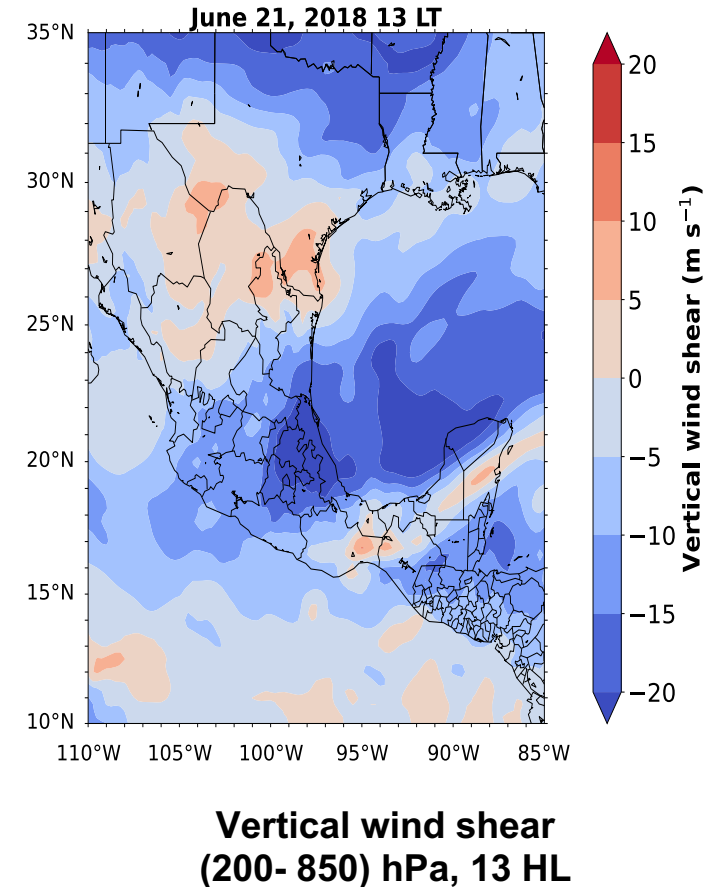 June 21, 2018 13 LT
35°N
30°N
25°N
20°N
15°N
10°N
110°W 105°W 100°W 95°W 90°W 85°W
20
15
10
5
0
−5
−10
−15
−20
Vertical wind shear (m s⁻¹)
Vertical wind shear
(200- 850) hPa, 13 HL